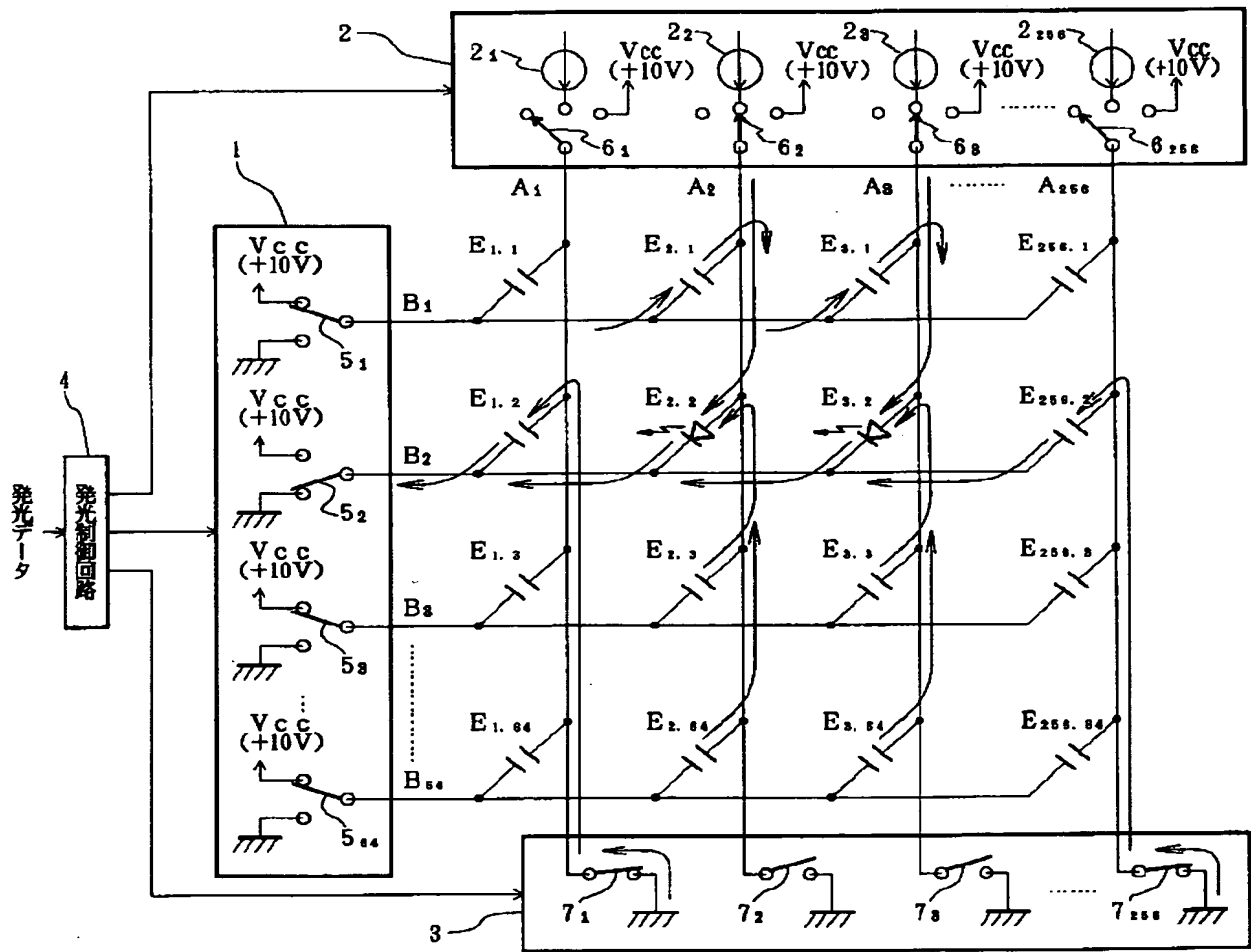 2
2₁
Vcc
(+10V)
2₂
Vcc
(+10V)
2₃
Vcc
(+10V)
2₂₅₆
Vcc
(+10V)
6₁
6₂
6₃
6₂₅₆
1
A₁
A₂
A₃
A₂₅₆
Vcc
(+10V)
B₁
5₁
E₁.₁
E₂.₁
E₃.₁
E₂₅₆.₁
4
発光データ
発光制御回路
Vcc
(+10V)
B₂
5₂
E₁.₂
E₂.₂
E₃.₂
E₂₅₆.₂
Vcc
(+10V)
B₃
5₃
E₁.₃
E₂.₃
E₃.₃
E₂₅₆.₃
Vcc
(+10V)
B₅₄
5₆₄
E₁.₆₄
E₂.₆₄
E₃.₆₄
E₂₅₆.₆₄
3
7₁
7₂
7₃
7₂₅₆